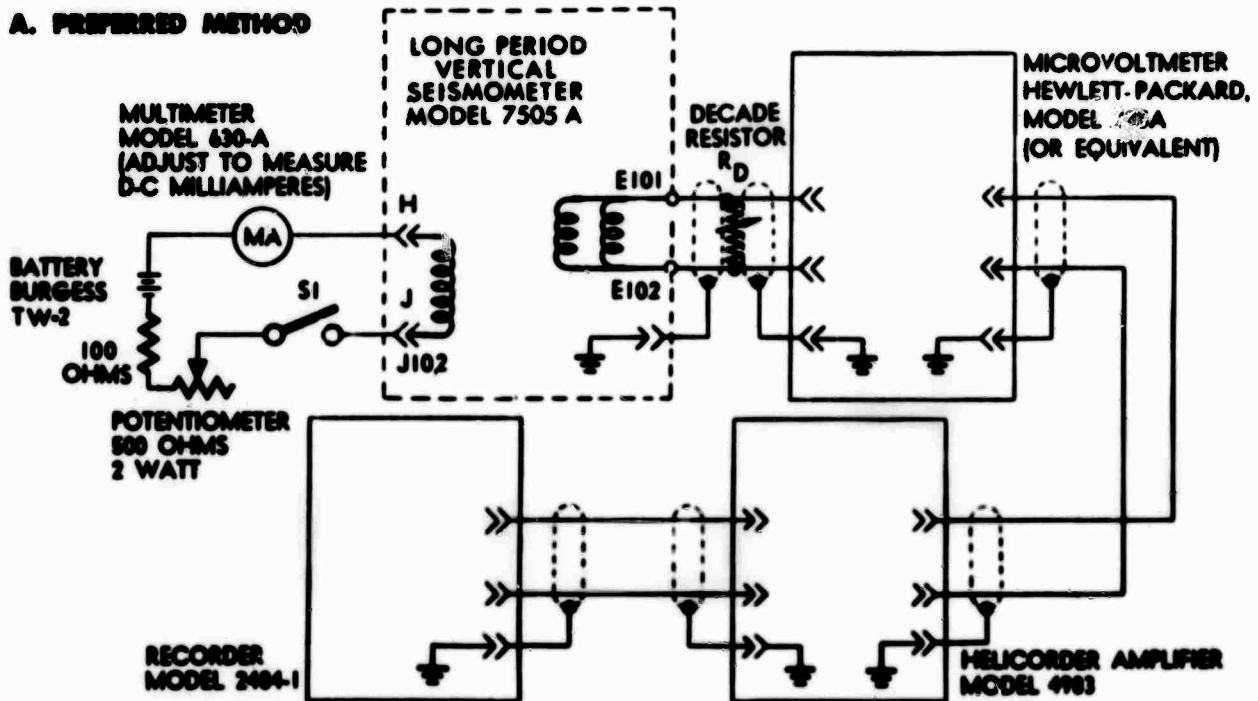 A. PREFERRED METHOD
LONG PERIOD
VERTICAL
SEISMOMETER
MODEL 7505 A
MULTIMETER
MODEL 630-A
(ADJUST TO MEASURE
D-C MILLIAMPERES)
MICROVOLTMETER
HEWLETT-PACKARD,
MODEL
(OR EQUIVALENT)
DECADE
RESISTOR
RD
E101
E102
H
MA
J
J102
S1
BATTERY
BURGESS
TW-2
100
OHMS
POTENTIOMETER
500 OHMS
2 WATT
RECORDER
MODEL 2484-1
HELICORDER AMPLIFIER
MODEL 4983